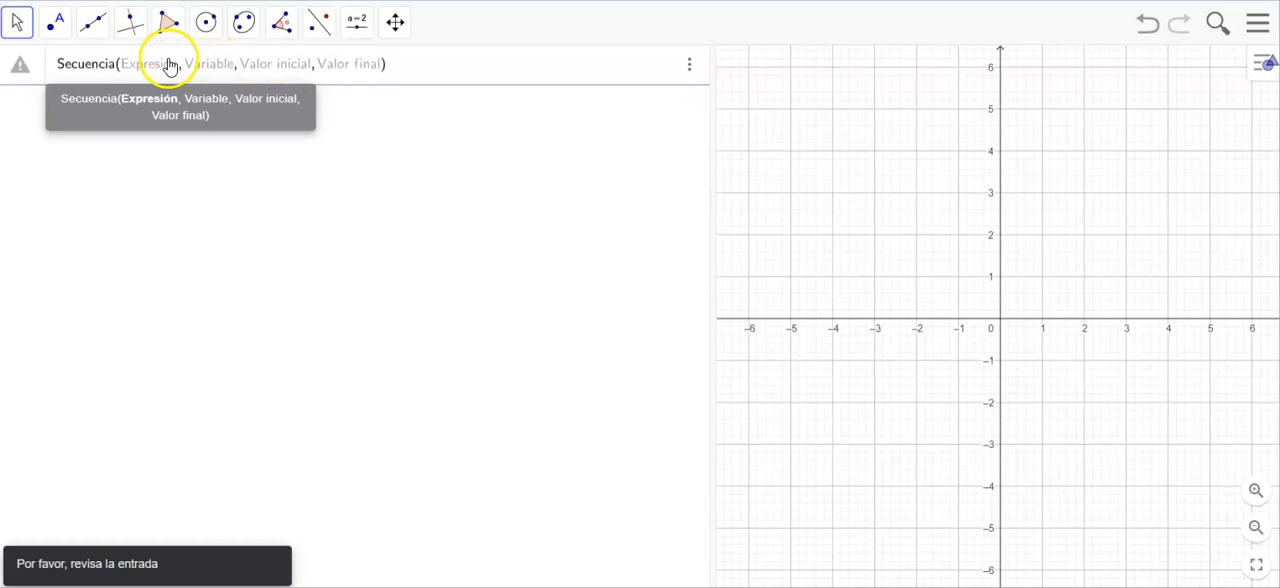 A
a=2
Secuencia(Expresión, Variable, Valor inicial, Valor final)
Secuencia(Expresión, Variable, Valor inicial,
Valor final)
6
5
4
3
2
1
–6 –5 –4 –3 –2 –1 0 1 2 3 4 5 6
–1
–2
–3
–4
–5
–6
Por favor, revisa la entrada